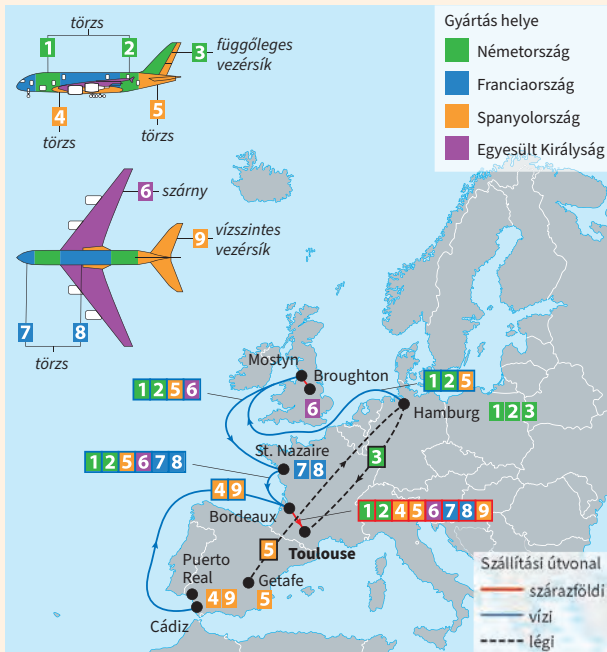 törzs
1
2
3
függőleges
vezérsík
4
törzs
5
törzs
6
szárny
9
vízszintes
vezérsík
7
8
törzs
Gyártás helye
Németország
Franciaország
Spanyolország
Egyesült Királyság
Mostyn
Broughton
1 2 5 6
6
1 2 5
Hamburg
1 2 3
St. Nazaire
7 8
1 2 5 6 7 8
3
4 9
Bordeaux
1 2 4 5 6 7 8 9
5
Toulouse
Puerto
Real
4 9
Getafe
5
Cádiz
Szállítási útvonal
szárazföldi
vízi
légi